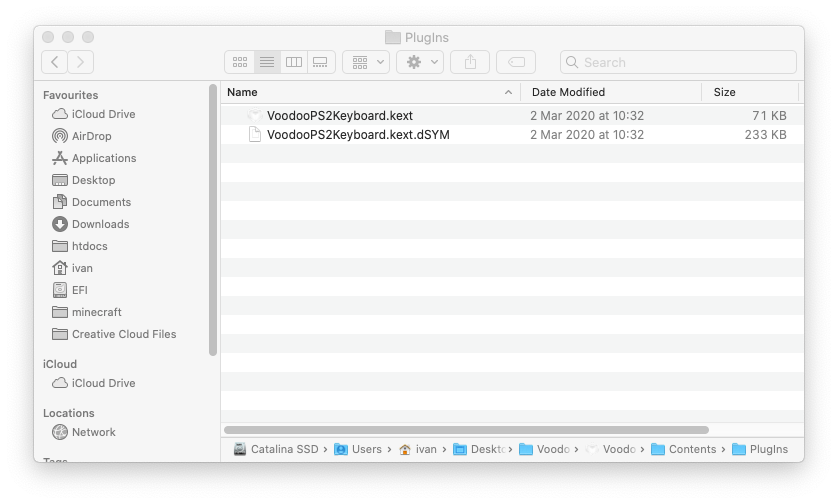 PlugIns
Search
Favourites
iCloud Drive
AirDrop
Applications
Desktop
Documents
Downloads
htdocs
ivan
EFI
minecraft
Creative Cloud Files
iCloud
iCloud Drive
Locations
Network
Tags
Name Date Modified Size
VoodooPS2Keyboard.kext 2 Mar 2020 at 10:32 71 KB
VoodooPS2Keyboard.kext.dSYM 2 Mar 2020 at 10:32 233 KB
Catalina SSD › Users › ivan › Deskt › Voodo › Voodo › Contents › PlugIns